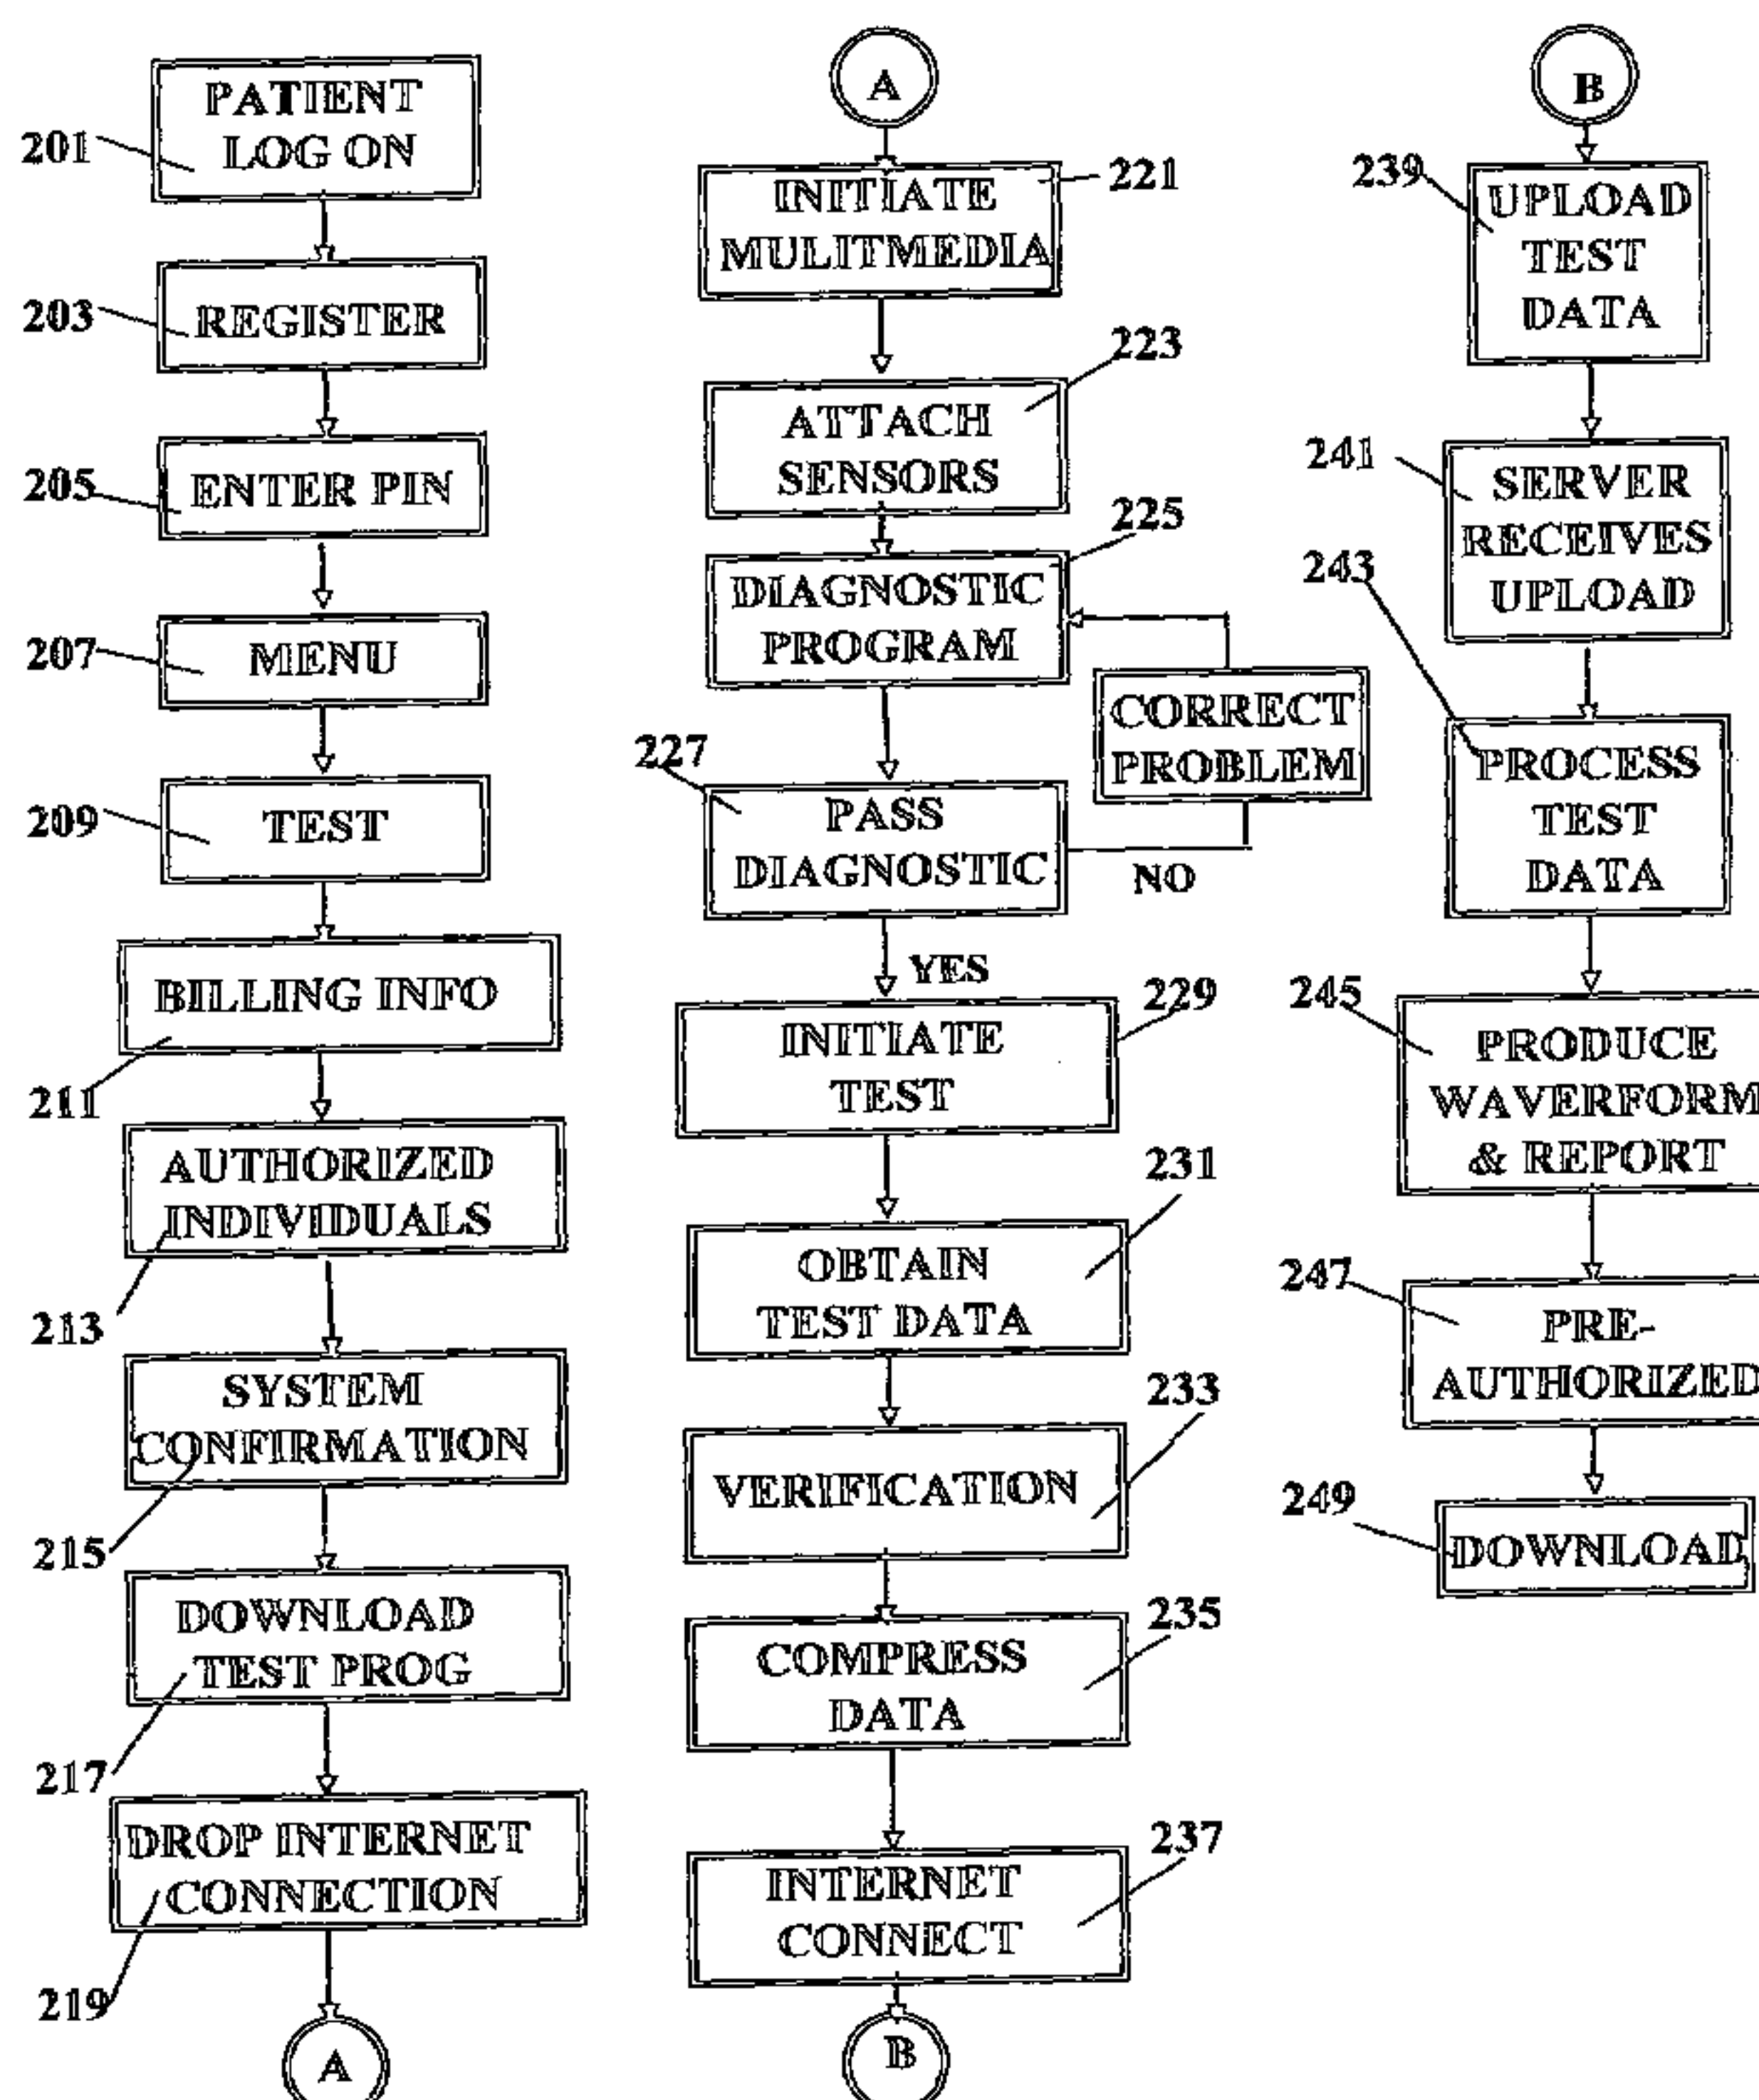 PATIENT
LOG ON
201
REGISTER
203
ENTER PIN
205
MENU
207
TEST
209
BILLING INFO
211
AUTHORIZED
INDIVIDUALS
213
SYSTEM
CONFIRMATION
215
DOWNLOAD
TEST PROG
217
DROP INTERNET
CONNECTION
219
A
A
INITIATE
MULITMEDIA
221
ATTACH
SENSORS
223
DIAGNOSTIC
PROGRAM
225
CORRECT
PROBLEM
227
PASS
DIAGNOSTIC
NO
YES
INITIATE
TEST
229
OBTAIN
TEST DATA
231
VERIFICATION
233
COMPRESS
DATA
235
INTERNET
CONNECT
237
B
B
239
UPLOAD
TEST
DATA
241
SERVER
RECEIVES
UPLOAD
243
PROCESS
TEST
DATA
245
PRODUCE
WAVERFORM
& REPORT
247
PRE-
AUTHORIZED
249
DOWNLOAD